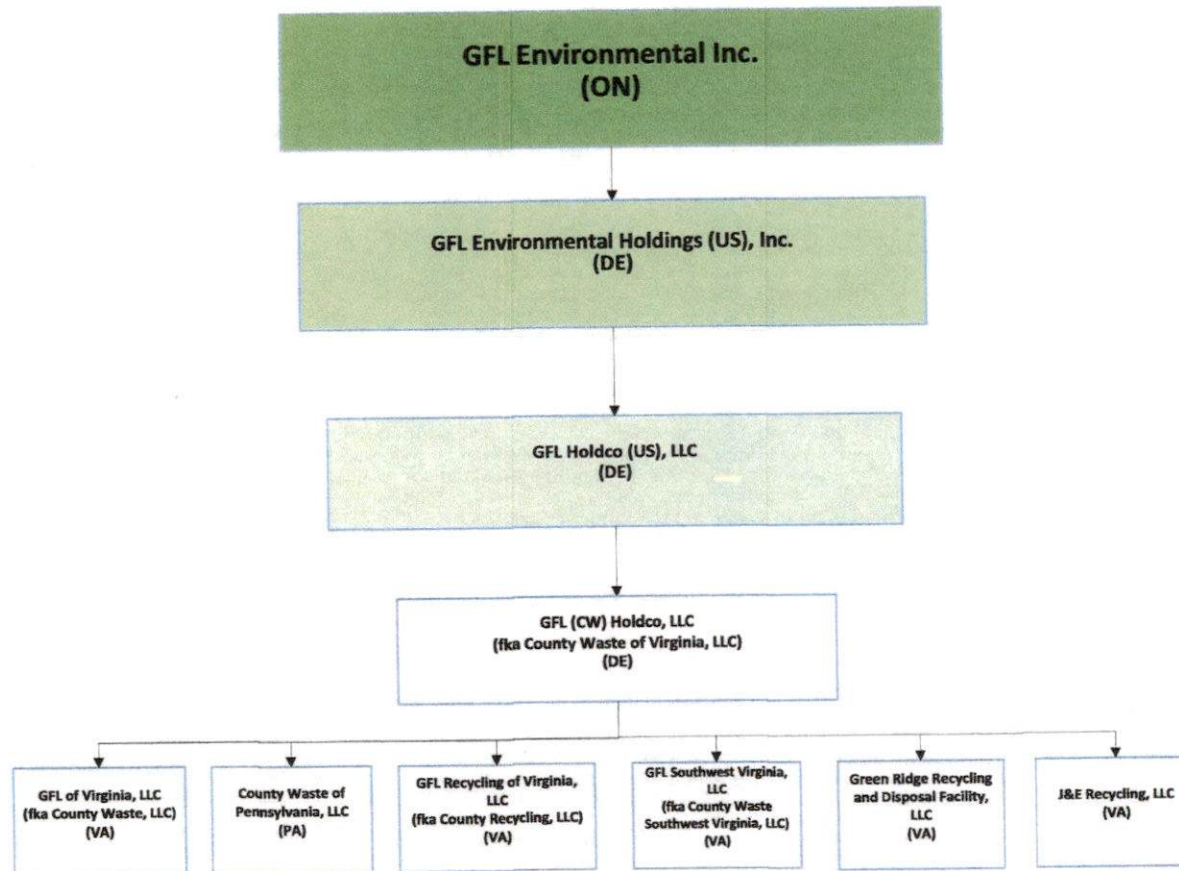 GFL Environmental Inc.
(ON)
GFL Environmental Holdings (US), Inc.
(DE)
GFL Holdco (US), LLC
(DE)
GFL (CW) Holdco, LLC
(fka County Waste of Virginia, LLC)
(DE)
GFL of Virginia, LLC
(fka County Waste, LLC)
(VA)
County Waste of
Pennsylvania, LLC
(PA)
GFL Recycling of Virginia,
LLC
(fka County Recycling, LLC)
(VA)
GFL Southwest Virginia,
LLC
(fka County Waste
Southwest Virginia, LLC)
(VA)
Green Ridge Recycling
and Disposal Facility,
LLC
(VA)
J&E Recycling, LLC
(VA)